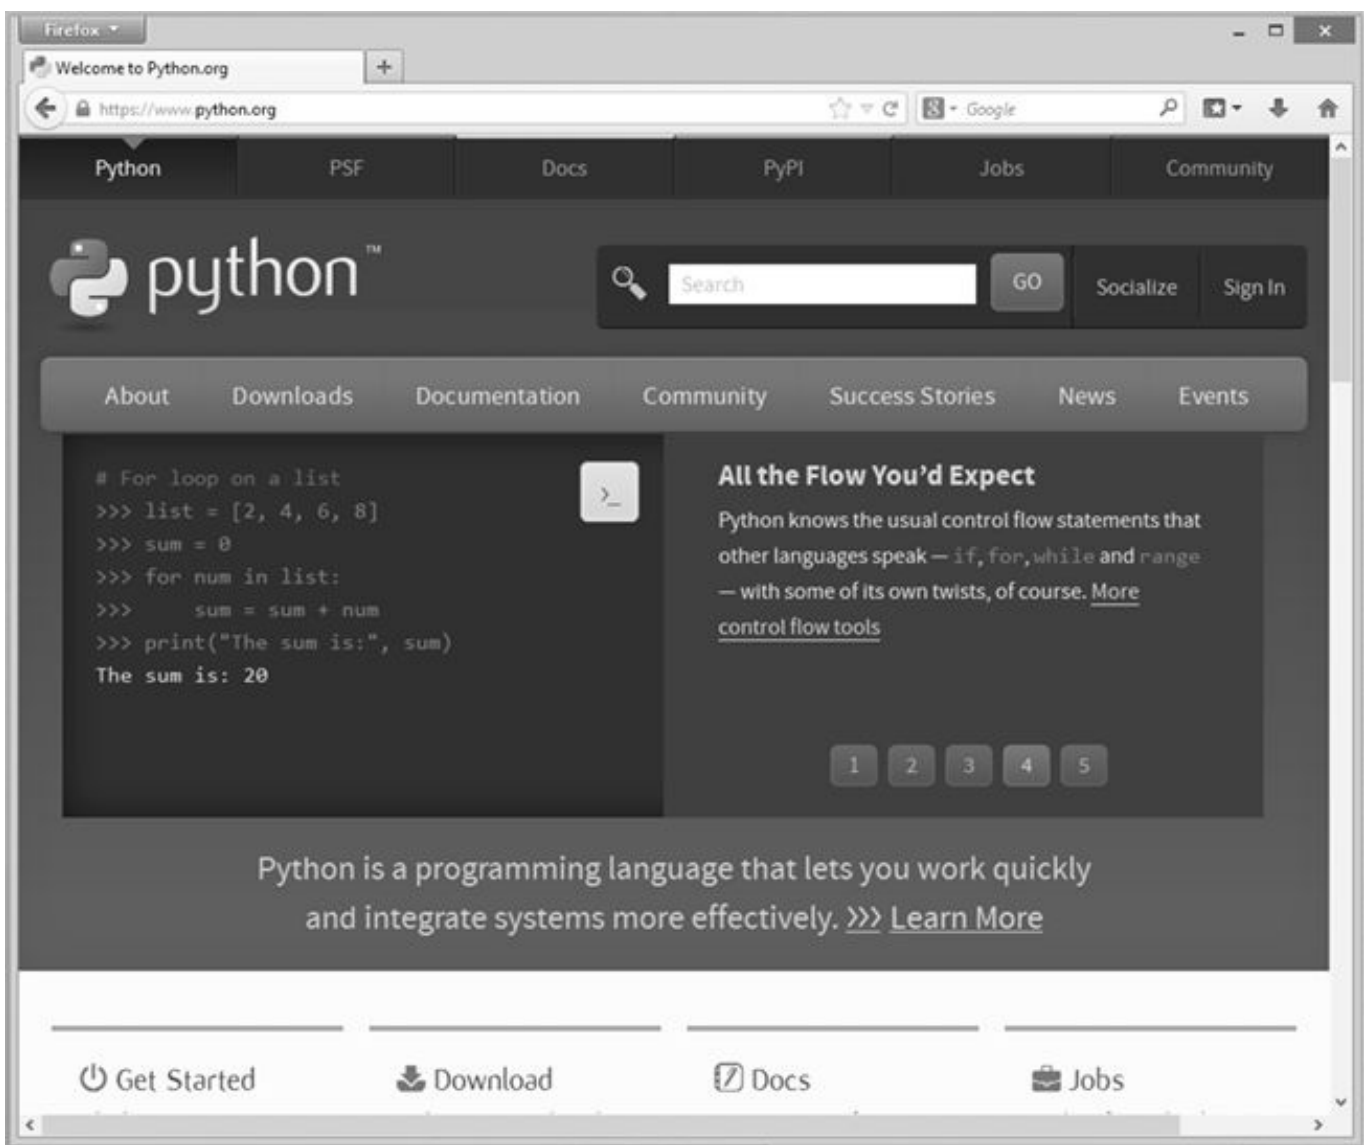 Firefox
Welcome to Python.org
https://www.python.org
Google
Python PSF Docs PyPI Jobs Community
python™
Search
GO
Socialize
Sign In
About Downloads Documentation Community Success Stories News Events
# For loop on a list
>>> list = [2, 4, 6, 8]
>>> sum = 0
>>> for num in list:
>>>     sum = sum + num
>>> print("The sum is:", sum)
The sum is: 20
>_
All the Flow You’d Expect
Python knows the usual control flow statements that
other languages speak — if, for, while and range
— with some of its own twists, of course. More
control flow tools
1 2 3 4 5
Python is a programming language that lets you work quickly
and integrate systems more effectively. >>> Learn More
Get Started Download Docs Jobs